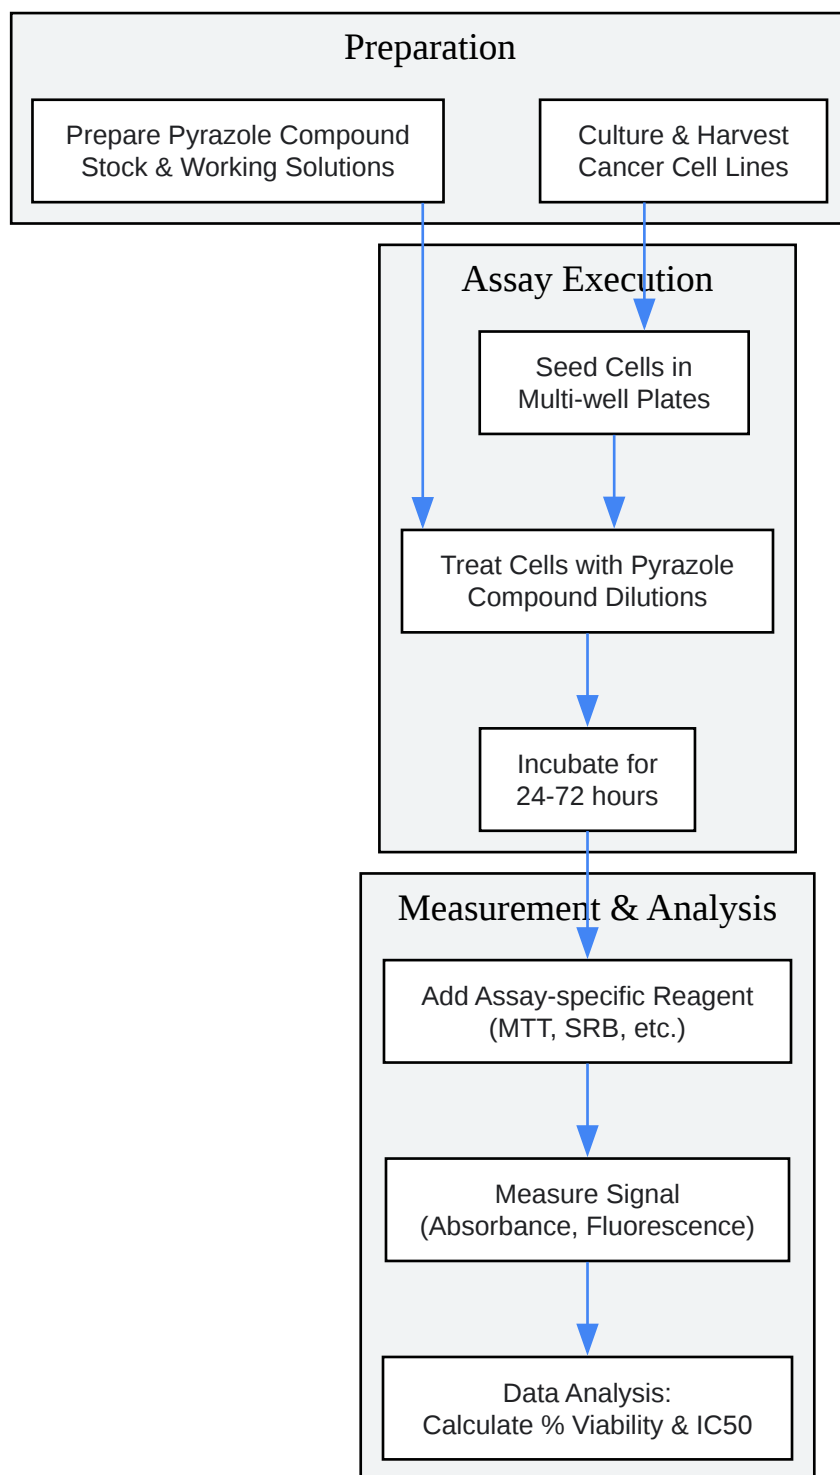 Preparation
Prepare Pyrazole Compound
Stock & Working Solutions
Culture & Harvest
Cancer Cell Lines
Assay Execution
Seed Cells in
Multi-well Plates
Treat Cells with Pyrazole
Compound Dilutions
Incubate for
24-72 hours
Measurement & Analysis
Add Assay-specific Reagent
(MTT, SRB, etc.)
Measure Signal
(Absorbance, Fluorescence)
Data Analysis:
Calculate % Viability & IC50